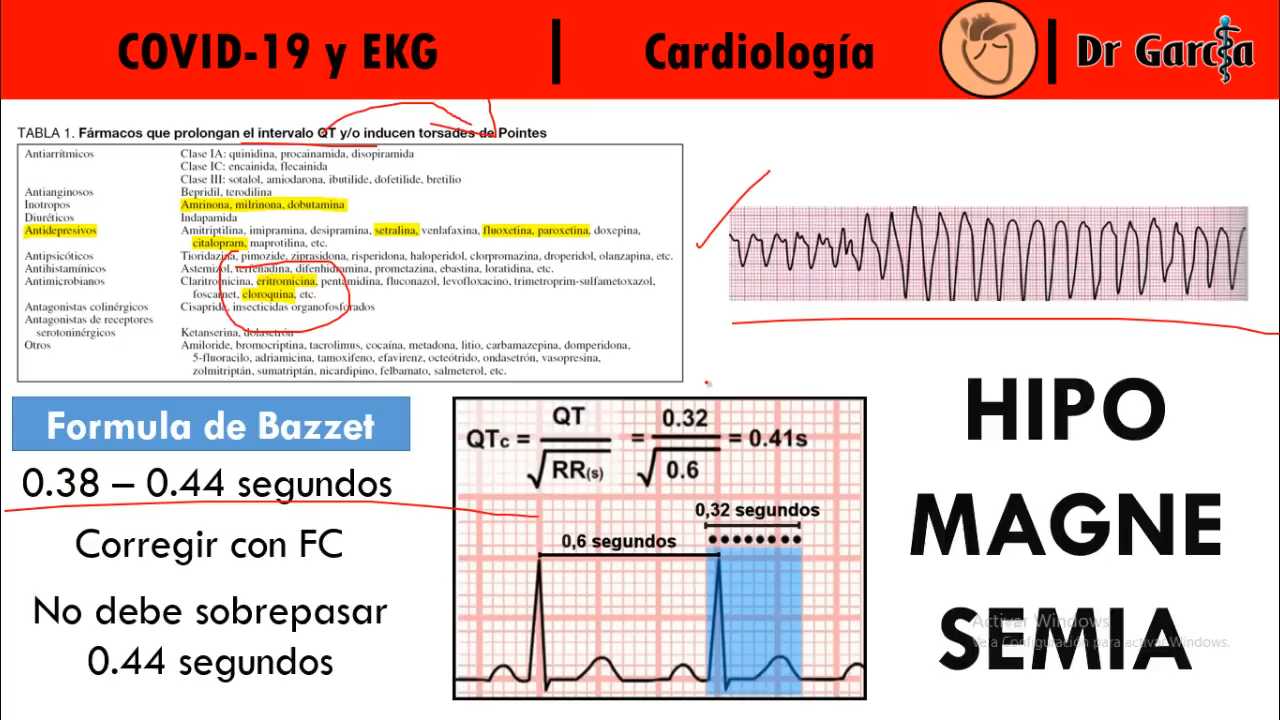 COVID-19 y EKG | Cardiología | Dr García
TABLA 1. Fármacos que prolongan el intervalo QT y/o inducen torsades de Pointes
Antiarrítmicos Clase IA: quinidina, procainamida, disopiramida
Clase IC: encainida, flecainida
Clase III: sotalol, amiodarona, ibutilide, dofetilide, bretilio
Antianginosos Bepridil, terodilina
Inotropos Amrinona, milrinona, dobutamina
Diuréticos Indapamida
Antidepresivos Amitriptilina, imipramina, desipramina, setralina, venlafaxina, fluoxetina, paroxetina, doxepina,
citalopram, maprotilina, etc.
Antipsicóticos Tioridazina, pimozide, ziprasidona, risperidona, haloperidol, clorpromazina, droperidol, olanzapina, etc.
Antihistamínicos Astemizol, terfenadina, difenhidramina, prometazina, ebastina, loratidina, etc.
Antimicrobianos Claritromicina, eritromicina, pentamidina, fluconazol, levofloxacino, trimetroprim-sulfametoxazol,
foscarnet, cloroquina, etc.
Antagonistas colinérgicos Cisaprida, insecticidas organofosforados
Antagonistas de receptores
serotoninérgicos Ketanserina, dolasetrón
Otros Amiloride, bromocriptina, tacrolimus, cocaína, metadona, litio, carbamazepina, domperidona,
5-fluoracilo, adriamicina, tamoxifeno, efavirenz, octeótrido, ondasetrón, vasopresina,
zolmitriptán, sumatriptán, nicardipino, felbamato, salmeterol, etc.
Formula de Bazzet
0.38 – 0.44 segundos
Corregir con FC
No debe sobrepasar
0.44 segundos
QTc = QT / √RR(s) = 0.32 / √0.6 = 0.41s
0,32 segundos
0,6 segundos
HIPO
MAGNE
SEMIA
Activar Windows
Ve a Configuración para activar Windows.